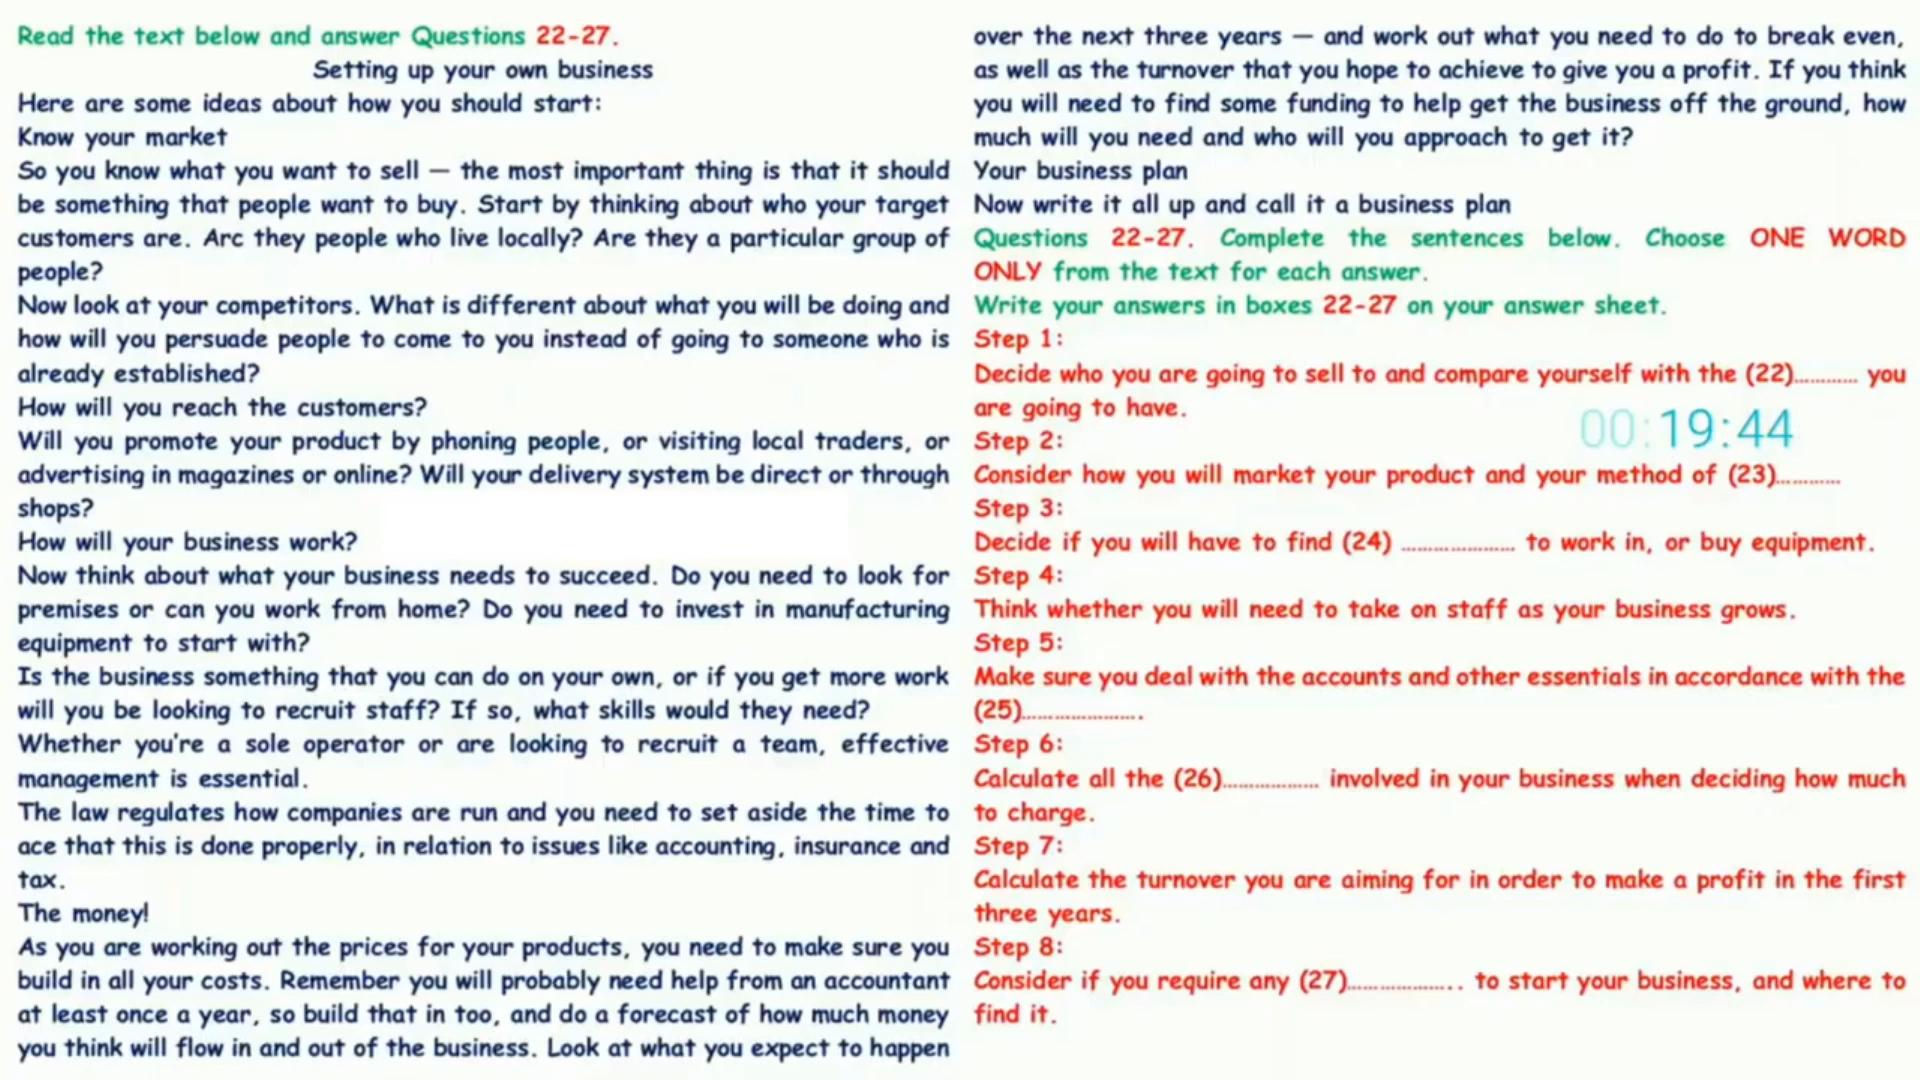 Read the text below and answer Questions 22-27.
Setting up your own business
Here are some ideas about how you should start:
Know your market
So you know what you want to sell — the most important thing is that it should
be something that people want to buy. Start by thinking about who your target
customers are. Arc they people who live locally? Are they a particular group of
people?
Now look at your competitors. What is different about what you will be doing and
how will you persuade people to come to you instead of going to someone who is
already established?
How will you reach the customers?
Will you promote your product by phoning people, or visiting local traders, or
advertising in magazines or online? Will your delivery system be direct or through
shops?
How will your business work?
Now think about what your business needs to succeed. Do you need to look for
premises or can you work from home? Do you need to invest in manufacturing
equipment to start with?
Is the business something that you can do on your own, or if you get more work
will you be looking to recruit staff? If so, what skills would they need?
Whether you're a sole operator or are looking to recruit a team, effective
management is essential.
The law regulates how companies are run and you need to set aside the time to
ace that this is done properly, in relation to issues like accounting, insurance and
tax.
The money!
As you are working out the prices for your products, you need to make sure you
build in all your costs. Remember you will probably need help from an accountant
at least once a year, so build that in too, and do a forecast of how much money
you think will flow in and out of the business. Look at what you expect to happen
over the next three years — and work out what you need to do to break even,
as well as the turnover that you hope to achieve to give you a profit. If you think
you will need to find some funding to help get the business off the ground, how
much will you need and who will you approach to get it?
Your business plan
Now write it all up and call it a business plan
Questions 22-27. Complete the sentences below. Choose ONE WORD
ONLY from the text for each answer.
Write your answers in boxes 22-27 on your answer sheet.
Step 1:
Decide who you are going to sell to and compare yourself with the (22)............ you
are going to have.
00:19:44
Step 2:
Consider how you will market your product and your method of (23)............
Step 3:
Decide if you will have to find (24) ..................... to work in, or buy equipment.
Step 4:
Think whether you will need to take on staff as your business grows.
Step 5:
Make sure you deal with the accounts and other essentials in accordance with the
(25)......................
Step 6:
Calculate all the (26).................. involved in your business when deciding how much
to charge.
Step 7:
Calculate the turnover you are aiming for in order to make a profit in the first
three years.
Step 8:
Consider if you require any (27)..................... to start your business, and where to
find it.